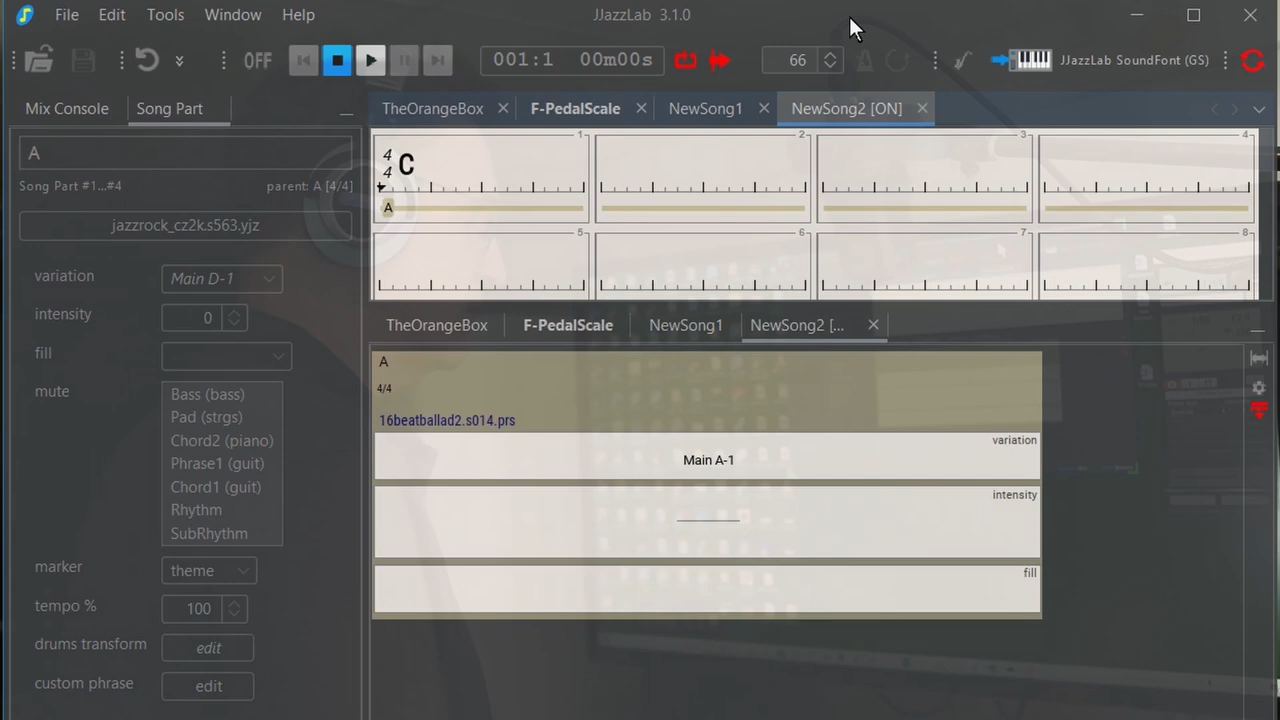 File Edit Tools Window Help JJazzLab 3.1.0
OFF 001:1 00m00s 66 JJazzLab SoundFont (GS)
Mix Console Song Part TheOrangeBox F-PedalScale NewSong1 NewSong2 [ON]
A
Song Part #1...#4 parent: A [4/4]
jazzrock_cz2k.s563.yjz
variation Main D-1
intensity 0
fill
mute Bass (bass)
Pad (strgs)
Chord2 (piano)
Phrase1 (guit)
Chord1 (guit)
Rhythm
SubRhythm
marker theme
tempo % 100
drums transform edit
custom phrase edit
1 2 3 4
4
4 C
A
5 6 7 8
TheOrangeBox F-PedalScale NewSong1 NewSong2 [...
A
4/4
16beatballad2.s014.prs
variation
Main A-1
intensity
fill